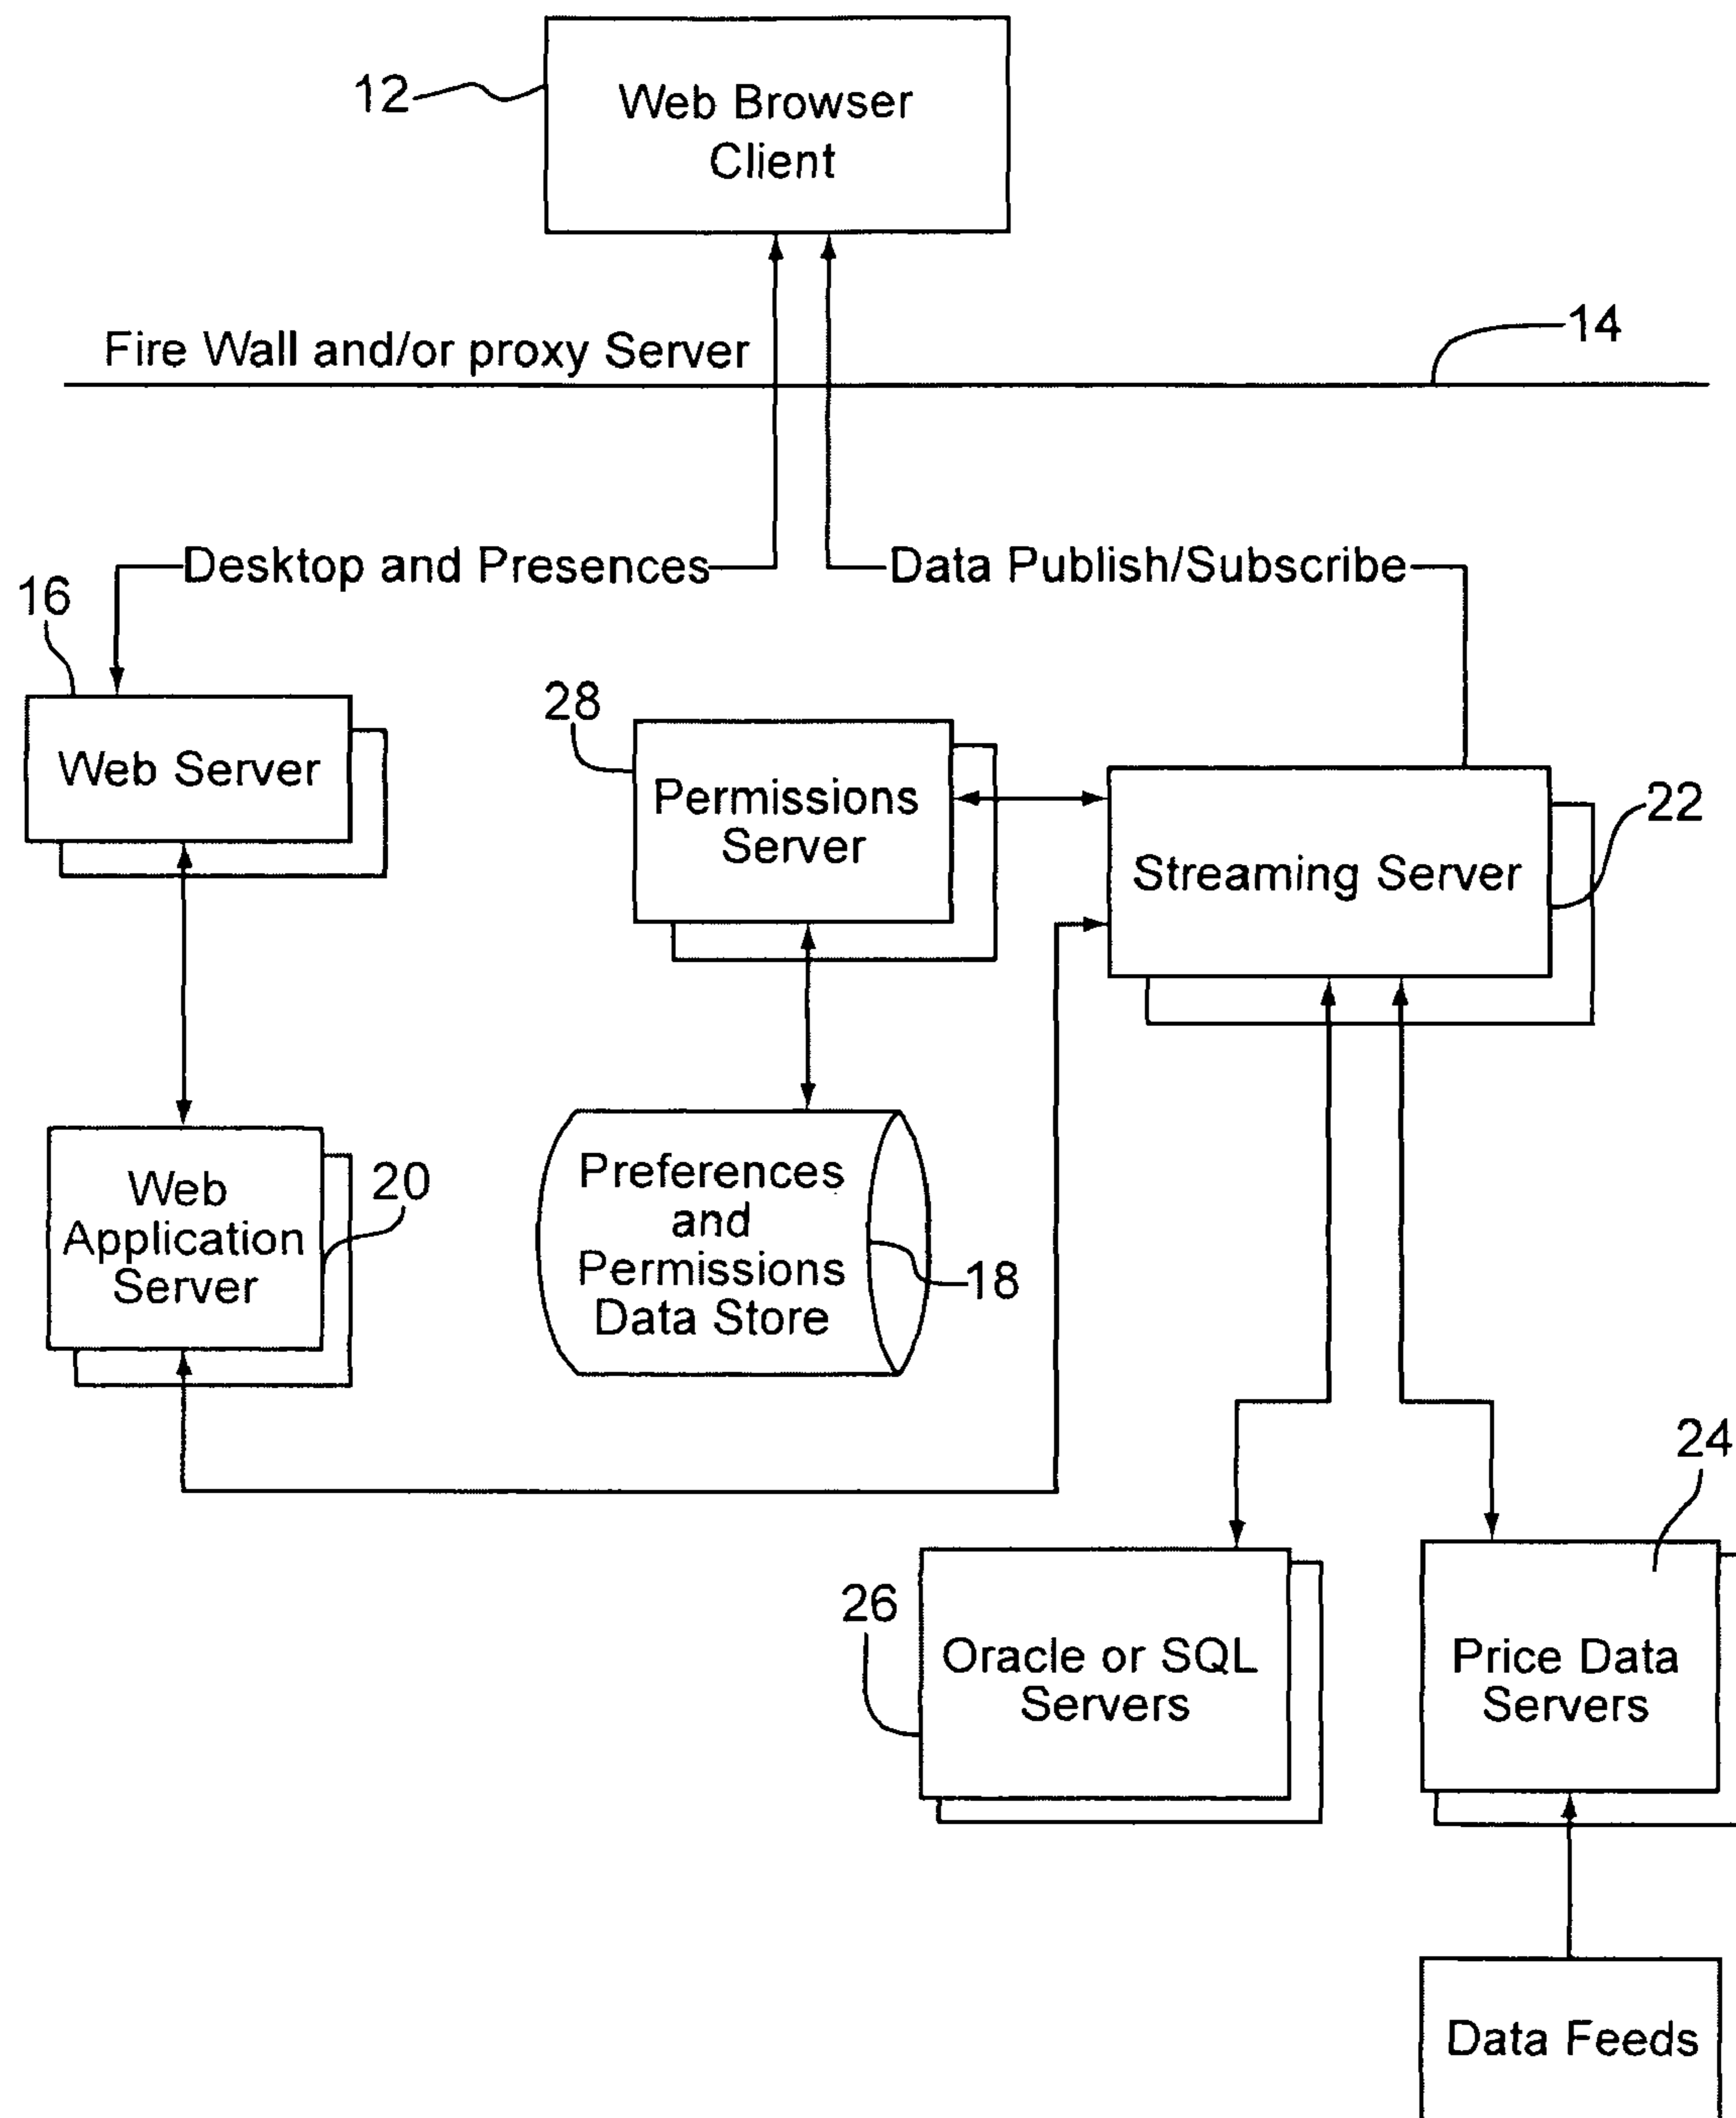 12
Web Browser
Client
14
Fire Wall and/or proxy Server
Desktop and Presences
Data Publish/Subscribe
16
28
Web Server
Permissions
Server
22
Streaming Server
Web
Application
Server
20
Preferences
and
Permissions
Data Store
18
24
26
Oracle or SQL
Servers
Price Data
Servers
Data Feeds